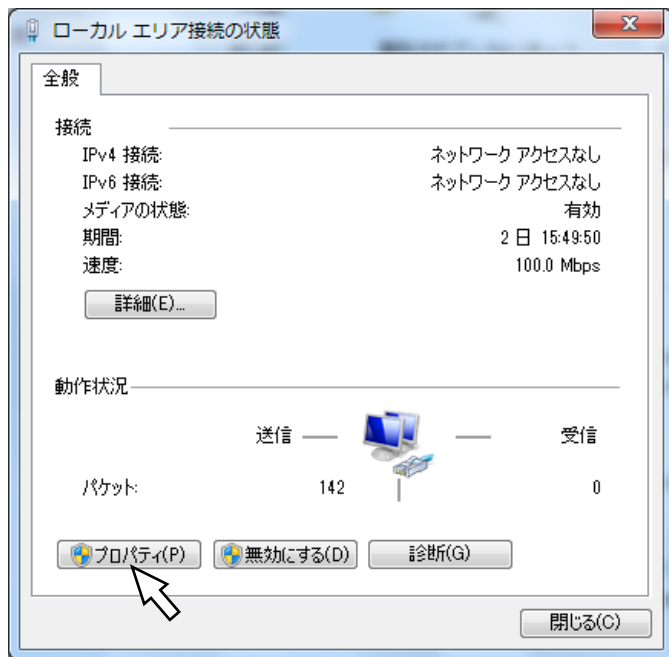 ローカル エリア接続の状態
全般
接続
IPv4 接続: ネットワーク アクセスなし
IPv6 接続: ネットワーク アクセスなし
メディアの状態: 有効
期間: 2 日 15:49:50
速度: 100.0 Mbps
詳細(E)...
動作状況
送信 受信
パケット: 142 0
プロパティ(P) 無効にする(D) 診断(G)
閉じる(C)